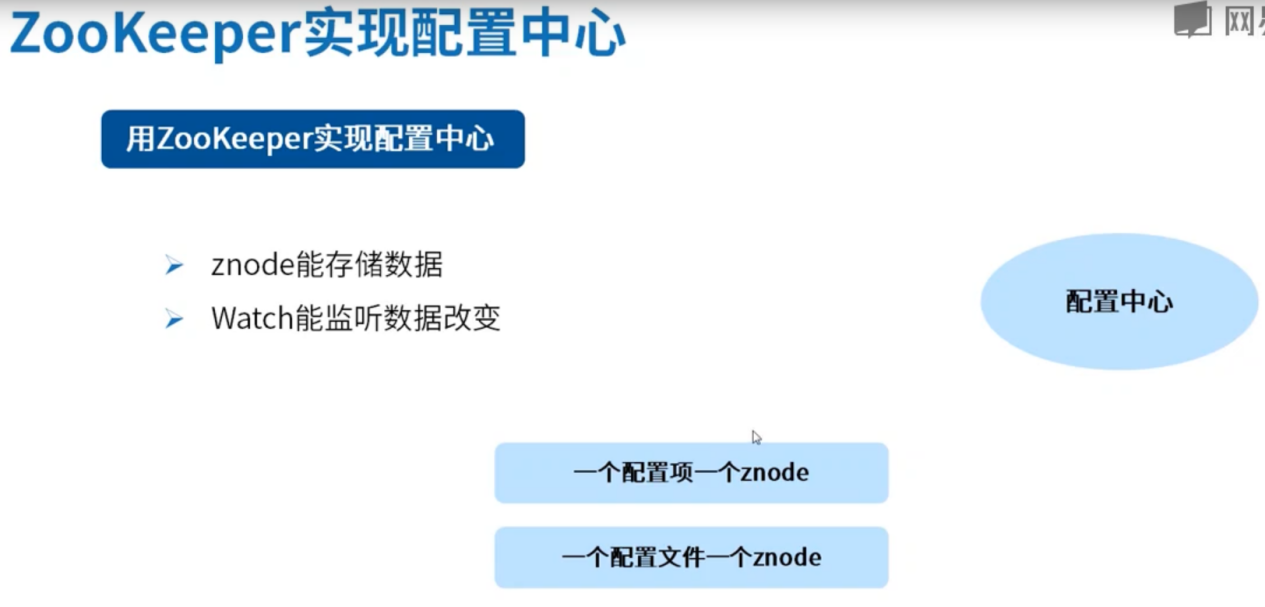 ZooKeeper实现配置中心
网
用ZooKeeper实现配置中心
znode能存储数据
Watch能监听数据改变
配置中心
一个配置项一个znode
一个配置文件一个znode